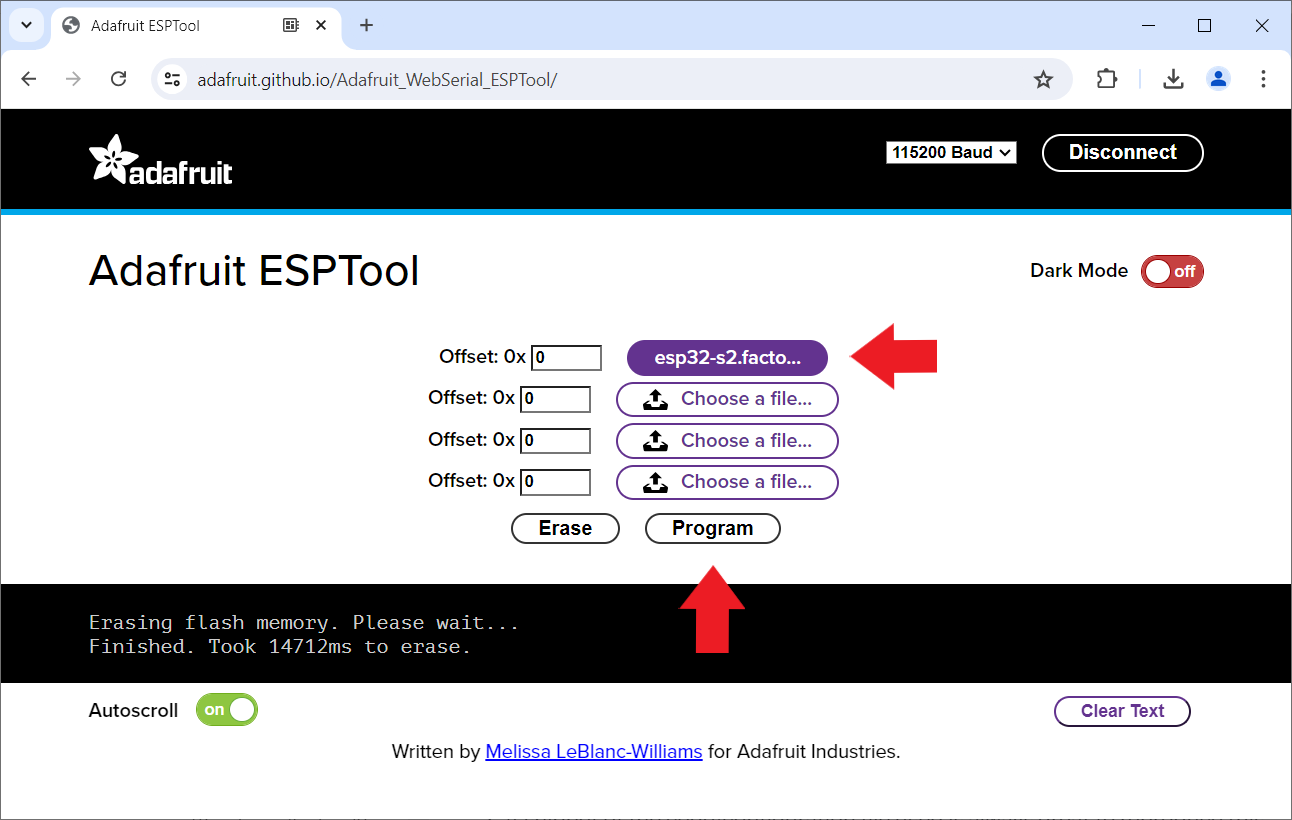 Adafruit ESPTool
adafruit.github.io/Adafruit_WebSerial_ESPTool/
adafruit
115200 Baud
Disconnect
Adafruit ESPTool
Dark Mode off
Offset: 0x 0 esp32-s2.facto...
Offset: 0x 0 Choose a file...
Offset: 0x 0 Choose a file...
Offset: 0x 0 Choose a file...
Erase Program
Erasing flash memory. Please wait...
Finished. Took 14712ms to erase.
Autoscroll on
Clear Text
Written by Melissa LeBlanc-Williams for Adafruit Industries.